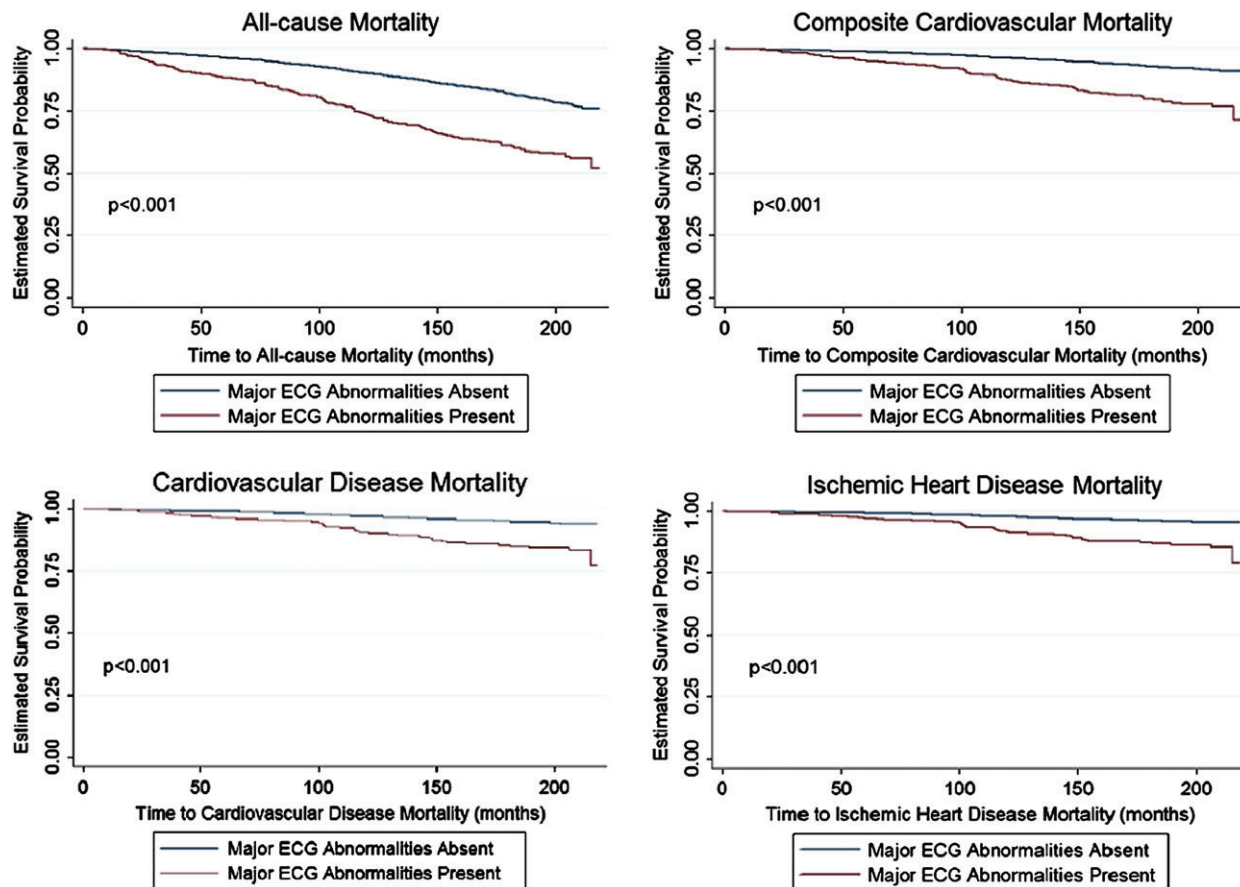 All-cause Mortality
Estimated Survival Probability
1.00
0.75
0.50
0.25
0.00
p<0.001
0 50 100 150 200
Time to All-cause Mortality (months)
Major ECG Abnormalities Absent
Major ECG Abnormalities Present
Composite Cardiovascular Mortality
Estimated Survival Probability
1.00
0.75
0.50
0.25
0.00
p<0.001
0 50 100 150 200
Time to Composite Cardiovascular Mortality (months)
Major ECG Abnormalities Absent
Major ECG Abnormalities Present
Cardiovascular Disease Mortality
Estimated Survival Probability
1.00
0.75
0.50
0.25
0.00
p<0.001
0 50 100 150 200
Time to Cardiovascular Disease Mortality (months)
Major ECG Abnormalities Absent
Major ECG Abnormalities Present
Ischemic Heart Disease Mortality
Estimated Survival Probability
1.00
0.75
0.50
0.25
0.00
p<0.001
0 50 100 150 200
Time to Ischemic Heart Disease Mortality (months)
Major ECG Abnormalities Absent
Major ECG Abnormalities Present